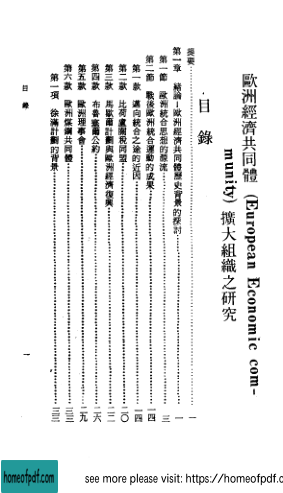 歐洲經濟共同體 (European Economic com-
munity) 擴大組織之研究
目錄
提要……一
第一章 緒論—歐洲經濟共同體歷史背景的探討……一
第一節 歐洲統合思想的源流……三
第二節 戰後歐洲統合運動的成果……一四
第一款 邁向統合之途的近因……一四
第二款 比荷盧關稅同盟……二〇
第三款 馬歇爾計劃與歐洲經濟復興……二二
第四款 布魯塞爾公約……二六
第五款 歐洲理事會……二九
第六款 歐洲煤鋼共同體……三三
第一項 徐滿計劃的背景……三三
目錄
一
homeofpdf.com
see more please visit: https://homeofpdf.